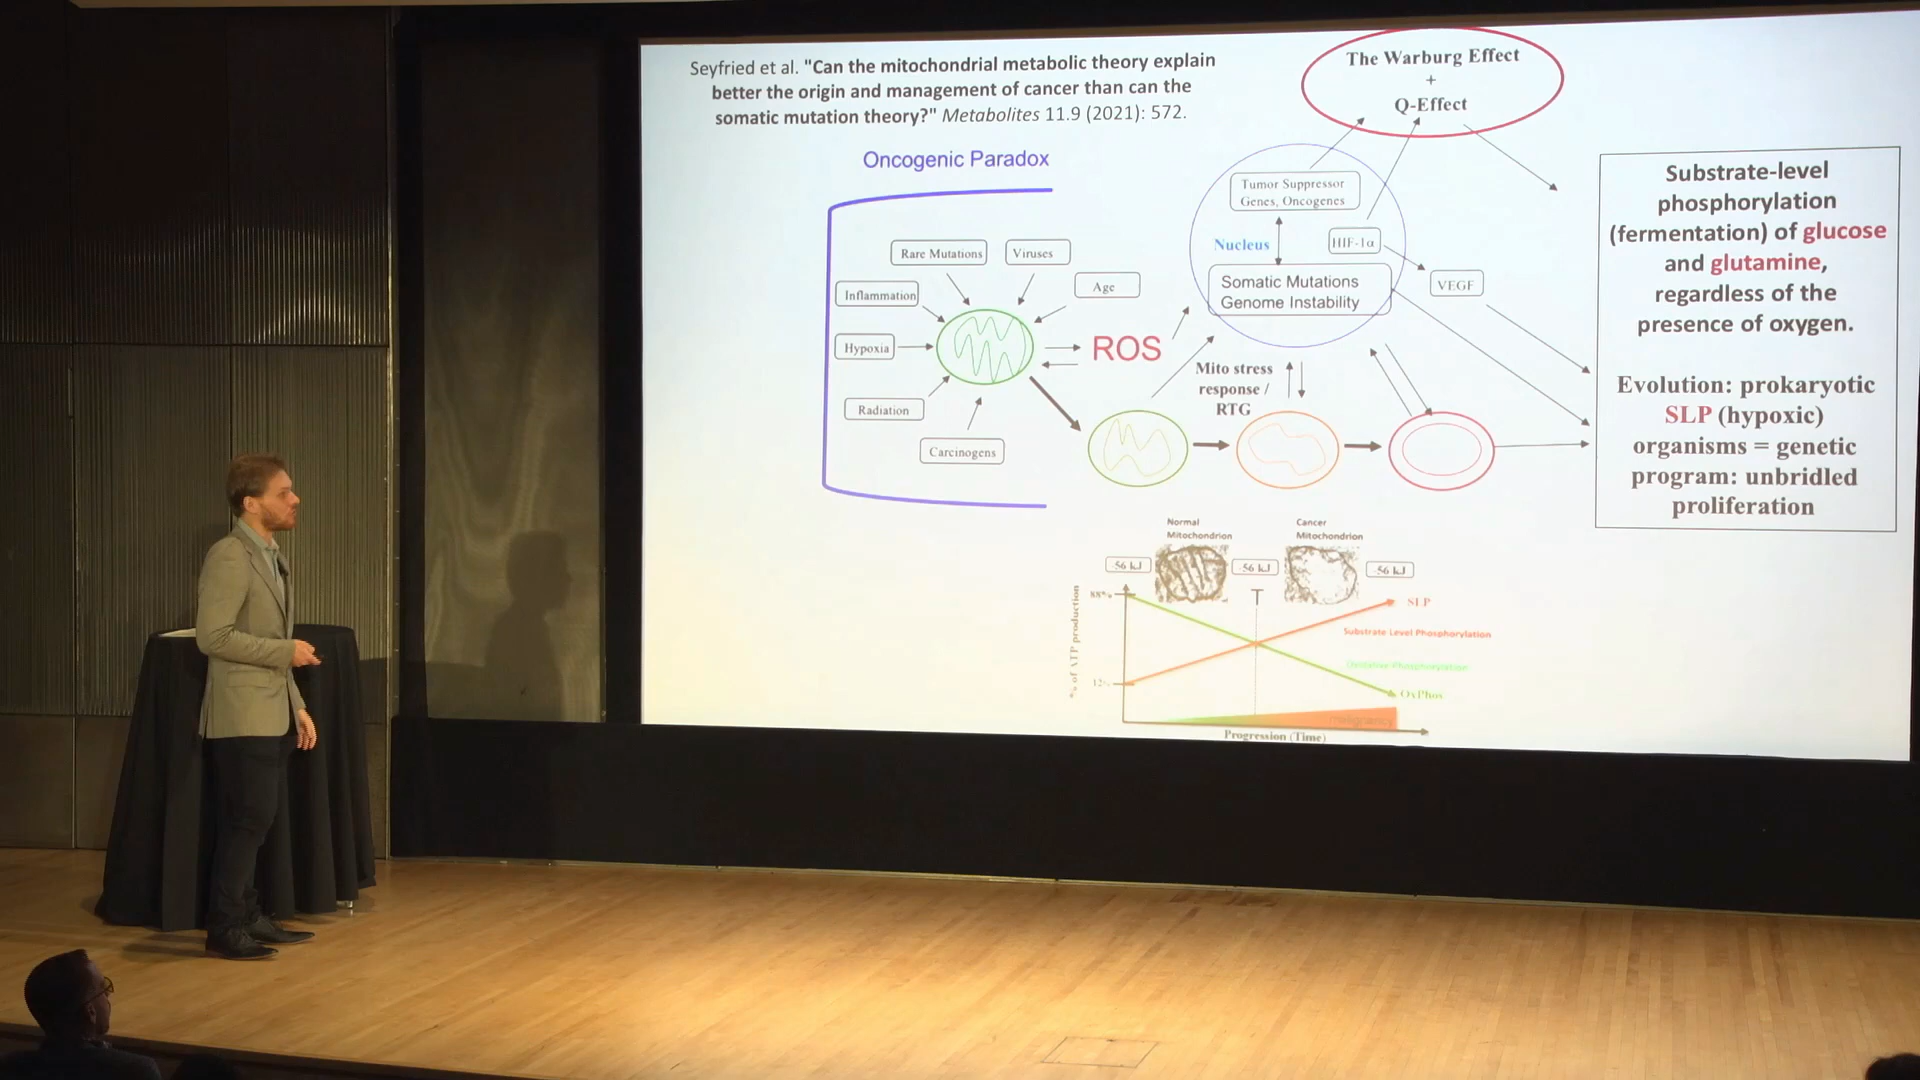 Seyfried et al. "Can the mitochondrial metabolic theory explain
better the origin and management of cancer than can the
somatic mutation theory?" Metabolites 11.9 (2021): 572.
The Warburg Effect
+
Q-Effect
Oncogenic Paradox
Rare Mutations
Viruses
Age
Inflammation
Hypoxia
Radiation
Carcinogens
ROS
Tumor Suppressor
Genes, Oncogenes
Nucleus
HIF-1α
Somatic Mutations
Genome Instability
VEGF
Mito stress
response /
RTG
Substrate-level
phosphorylation
(fermentation) of glucose
and glutamine,
regardless of the
presence of oxygen.
Evolution: prokaryotic
SLP (hypoxic)
organisms = genetic
program: unbridled
proliferation
Normal
Mitochondrion
Cancer
Mitochondrion
56 kJ
56 kJ
56 kJ
T
% of ATP production
88%
12%
SLP
Substrate Level Phosphorylation
Oxidative Phosphorylation
OxPhos
malignancy
Progression (Time)